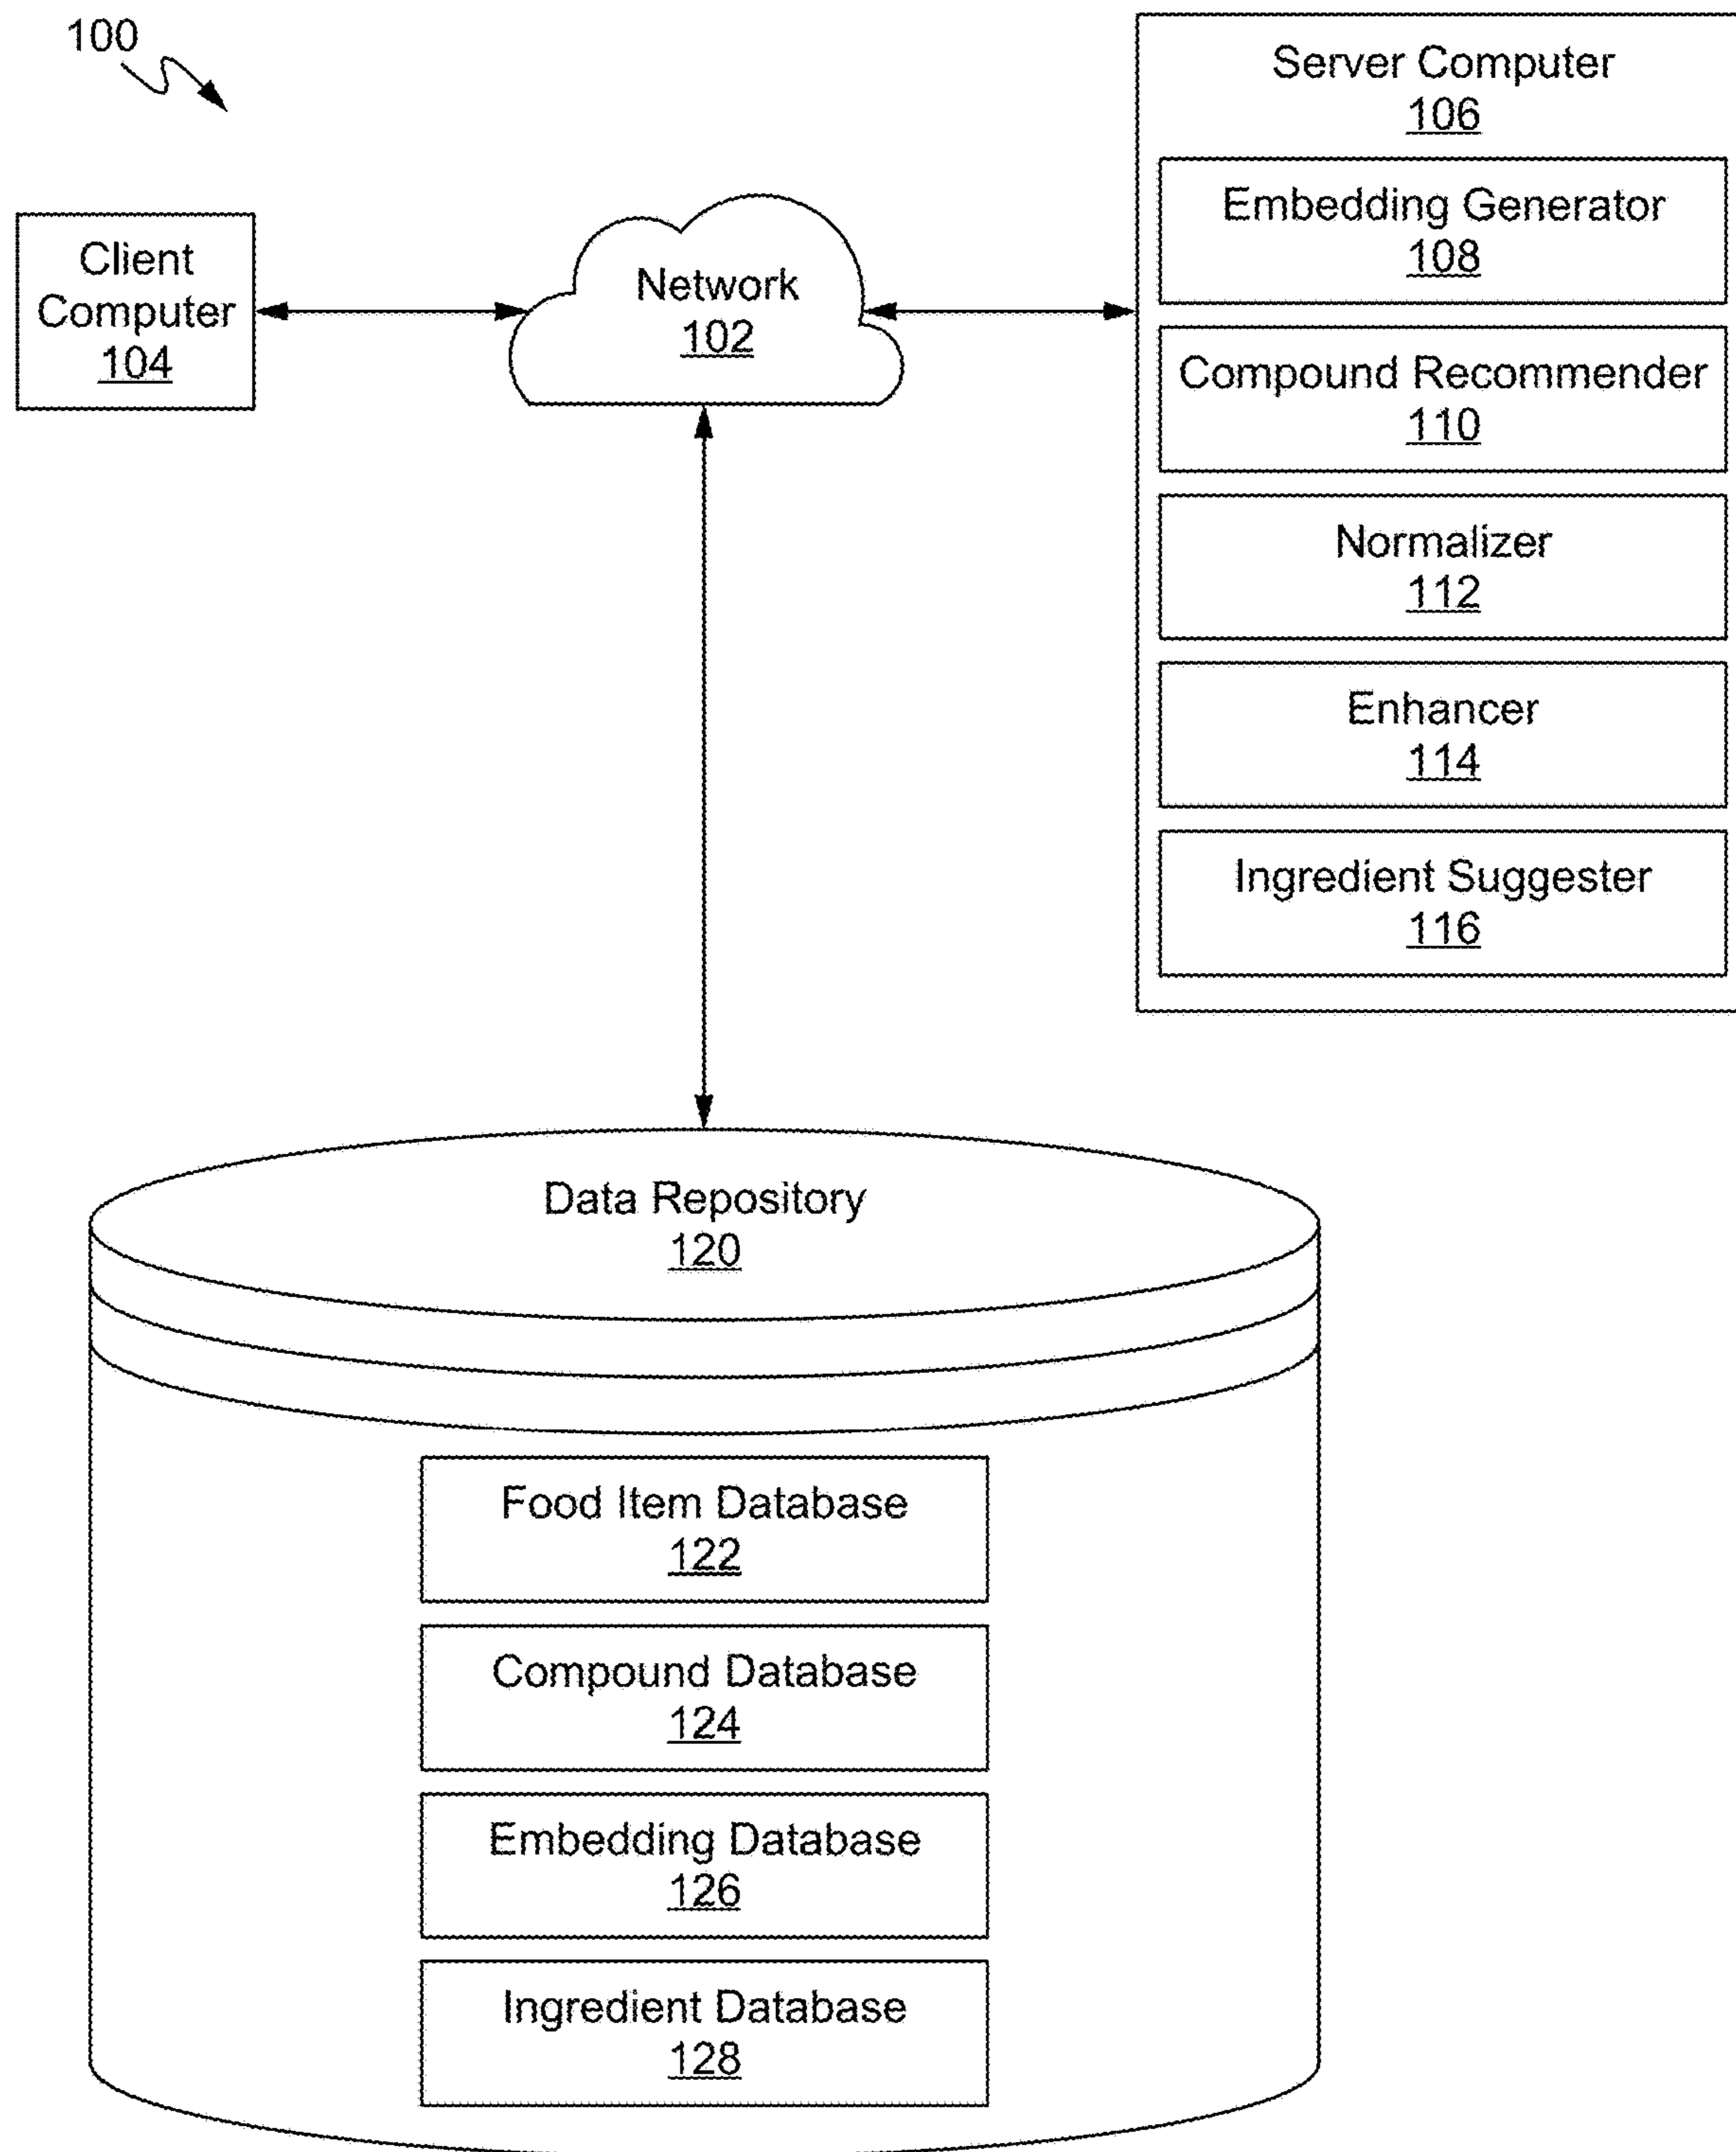 100
Client
Computer
104
Network
102
Server Computer
106
Embedding Generator
108
Compound Recommender
110
Normalizer
112
Enhancer
114
Ingredient Suggester
116
Data Repository
120
Food Item Database
122
Compound Database
124
Embedding Database
126
Ingredient Database
128